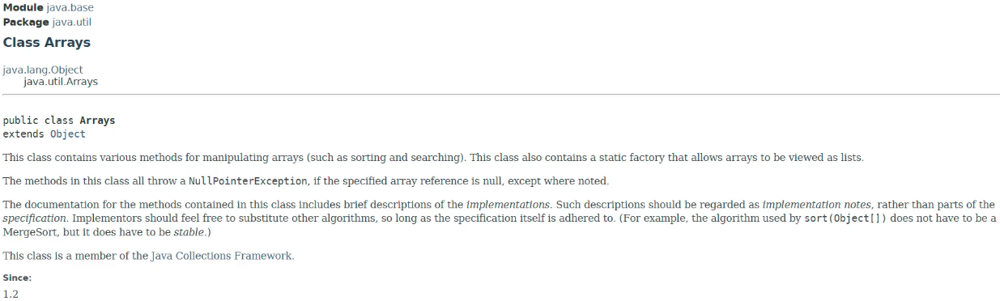 Module java.base
Package java.util
Class Arrays
java.lang.Object
java.util.Arrays
public class Arrays
extends Object
This class contains various methods for manipulating arrays (such as sorting and searching). This class also contains a static factory that allows arrays to be viewed as lists.
The methods in this class all throw a NullPointerException, if the specified array reference is null, except where noted.
The documentation for the methods contained in this class includes brief descriptions of the implementations. Such descriptions should be regarded as implementation notes, rather than parts of the
specification. Implementors should feel free to substitute other algorithms, so long as the specification itself is adhered to. (For example, the algorithm used by sort(Object[]) does not have to be a
MergeSort, but it does have to be stable.)
This class is a member of the Java Collections Framework.
Since:
1.2